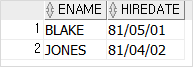 ENAME HIREDATE
1 BLAKE 81/05/01
2 JONES 81/04/02